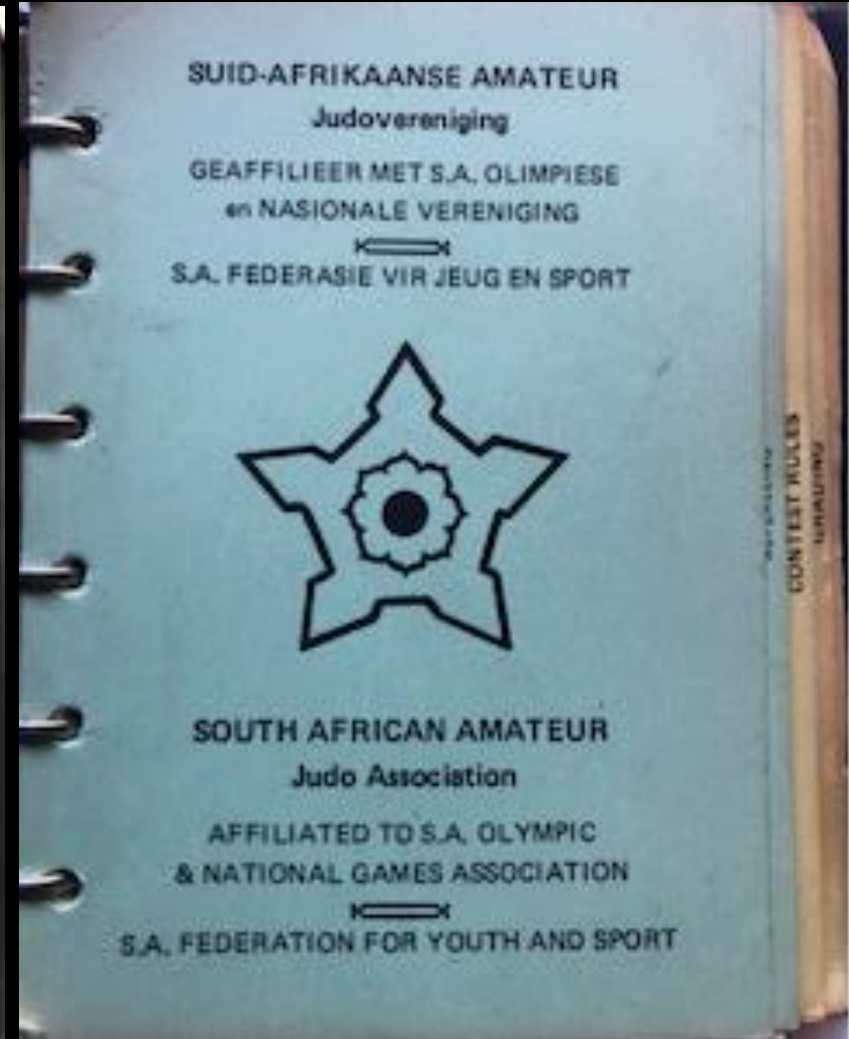 SUID-AFRIKAANSE AMATEUR
Judovereniging
GEAFFILIEER MET S.A. OLIMPIESE
en NASIONALE VERENIGING
S.A. FEDERASIE VIR JEUG EN SPORT
SOUTH AFRICAN AMATEUR
Judo Association
AFFILIATED TO S.A. OLYMPIC
& NATIONAL GAMES ASSOCIATION
S.A. FEDERATION FOR YOUTH AND SPORT
CONTEST RULES
GRADING